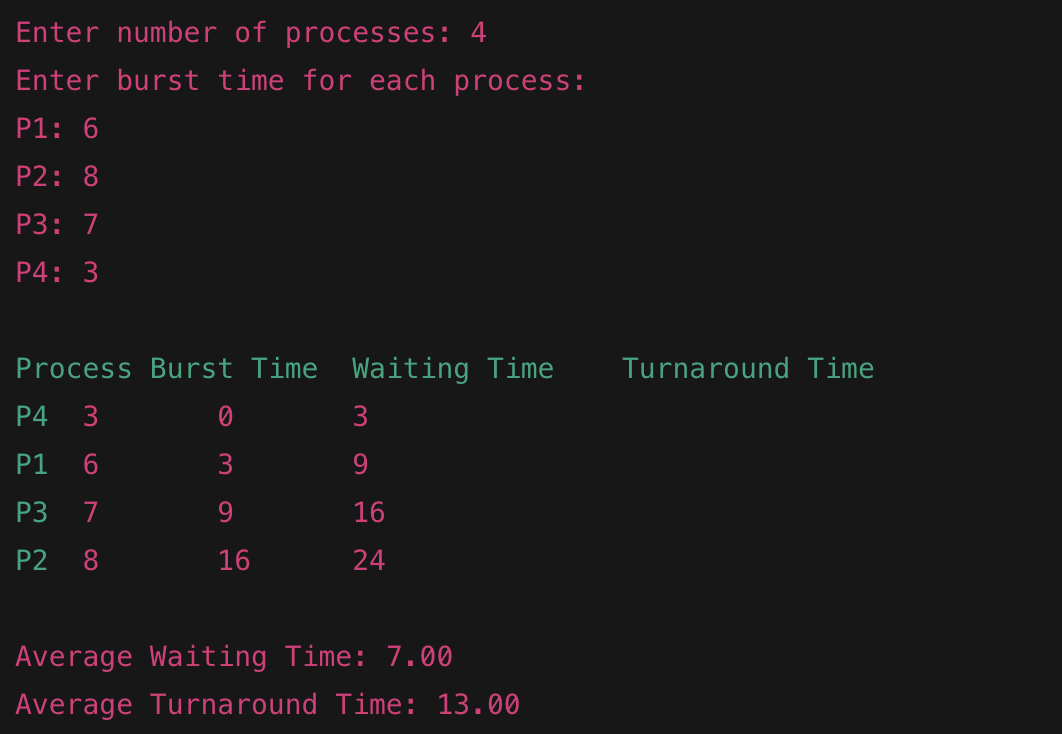 Enter number of processes: 4
Enter burst time for each process:
P1: 6
P2: 8
P3: 7
P4: 3
Process Burst Time  Waiting Time    Turnaround Time
P4  3       0       3
P1  6       3       9
P3  7       9       16
P2  8       16      24
Average Waiting Time: 7.00
Average Turnaround Time: 13.00